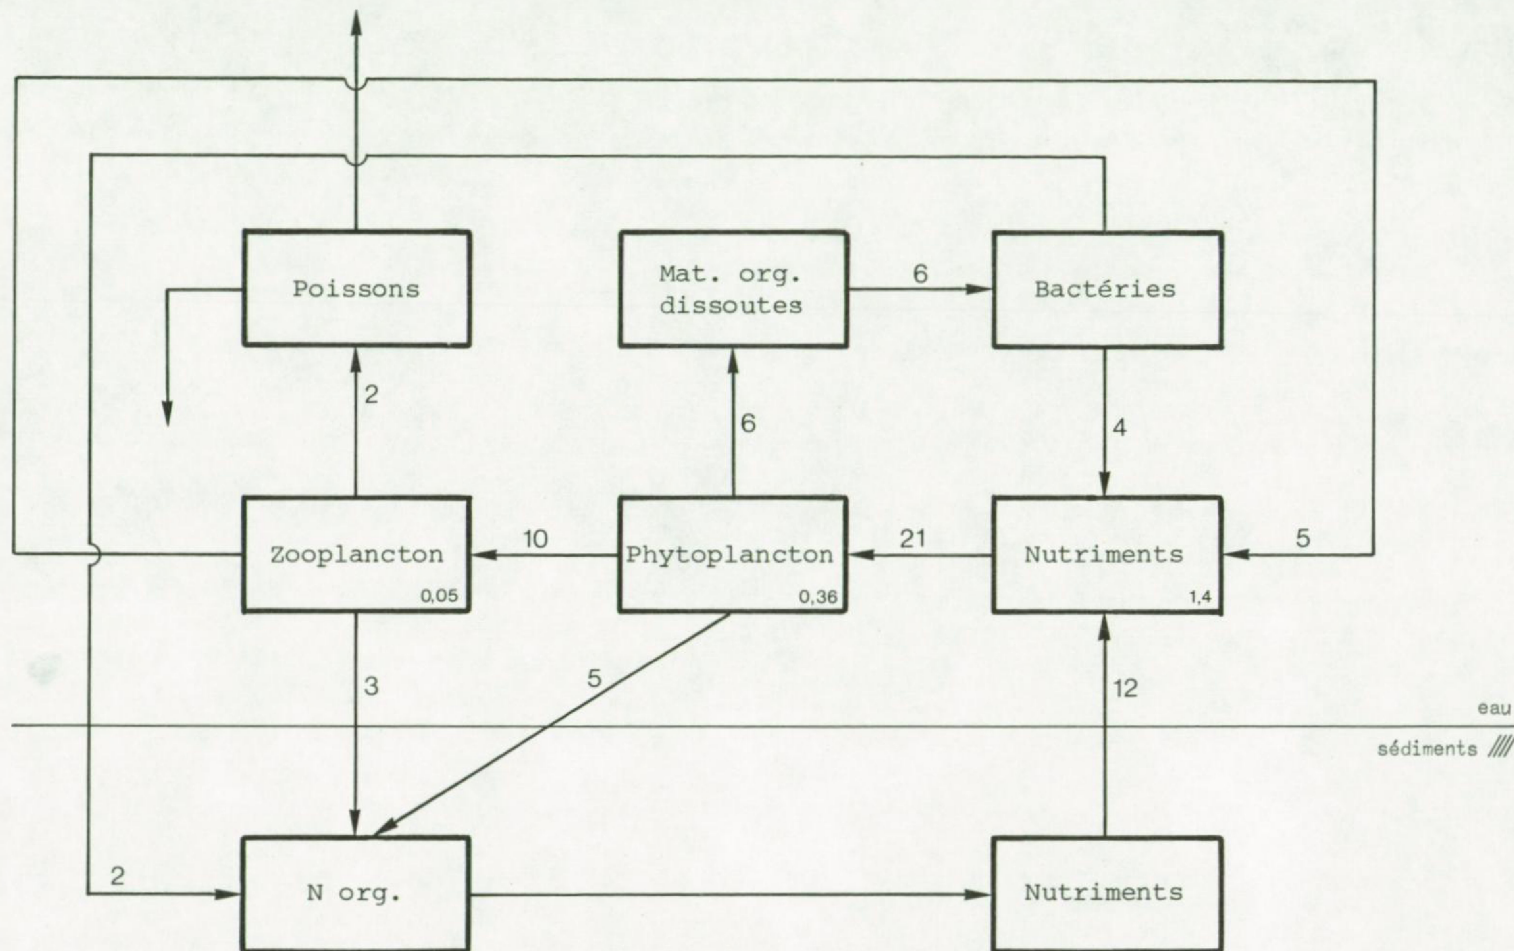 Poissons
Mat. org.
dissoutes
6
Bactéries
2
6
4
Zooplancton
0,05
10
Phytoplancton
0,36
21
Nutriments
1,4
5
3
5
12
eau
sédiments
2
N org.
Nutriments